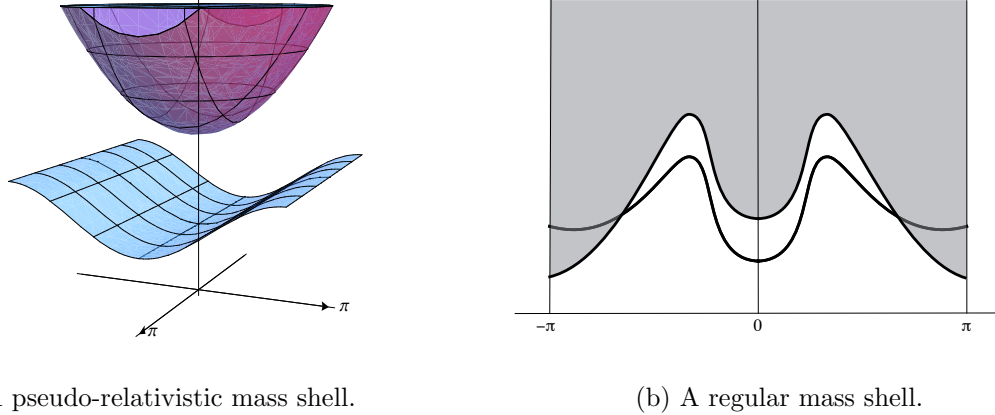 π
π
−π 0 π
pseudo-relativistic mass shell.
(b) A regular mass shell.